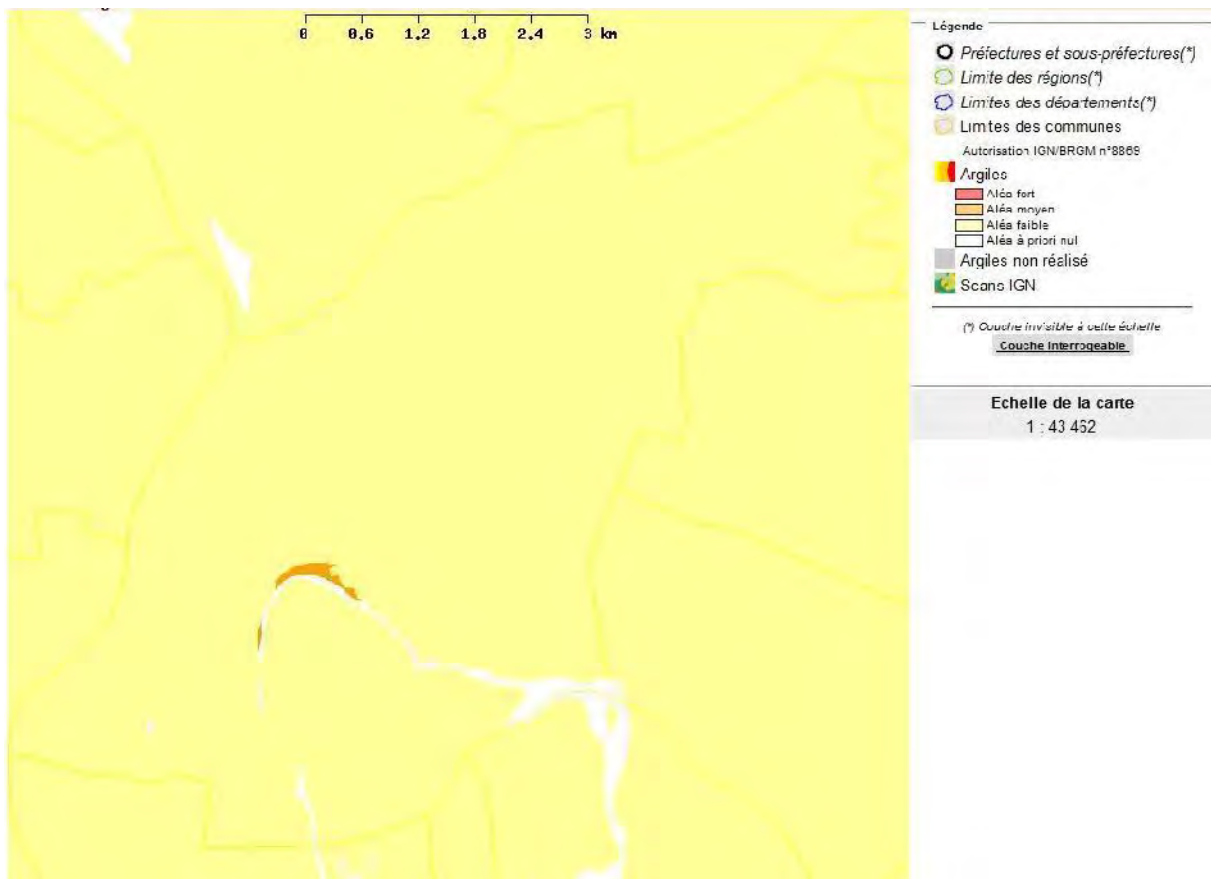 0 0.6 1.2 1.8 2.4 3 km
Légende
Préfectures et sous-préfectures(*)
Limite des régions(*)
Limites des départements(*)
Limites des communes
Autorisation IGN/BRGM n°8869
Argiles
Aléa fort
Aléa moyen
Aléa faible
Aléa à priori nul
Argiles non réalisé
Scans IGN
(*) Couche invisible à cette échelle
Couche interrogeable
Echelle de la carte
1 : 43 462